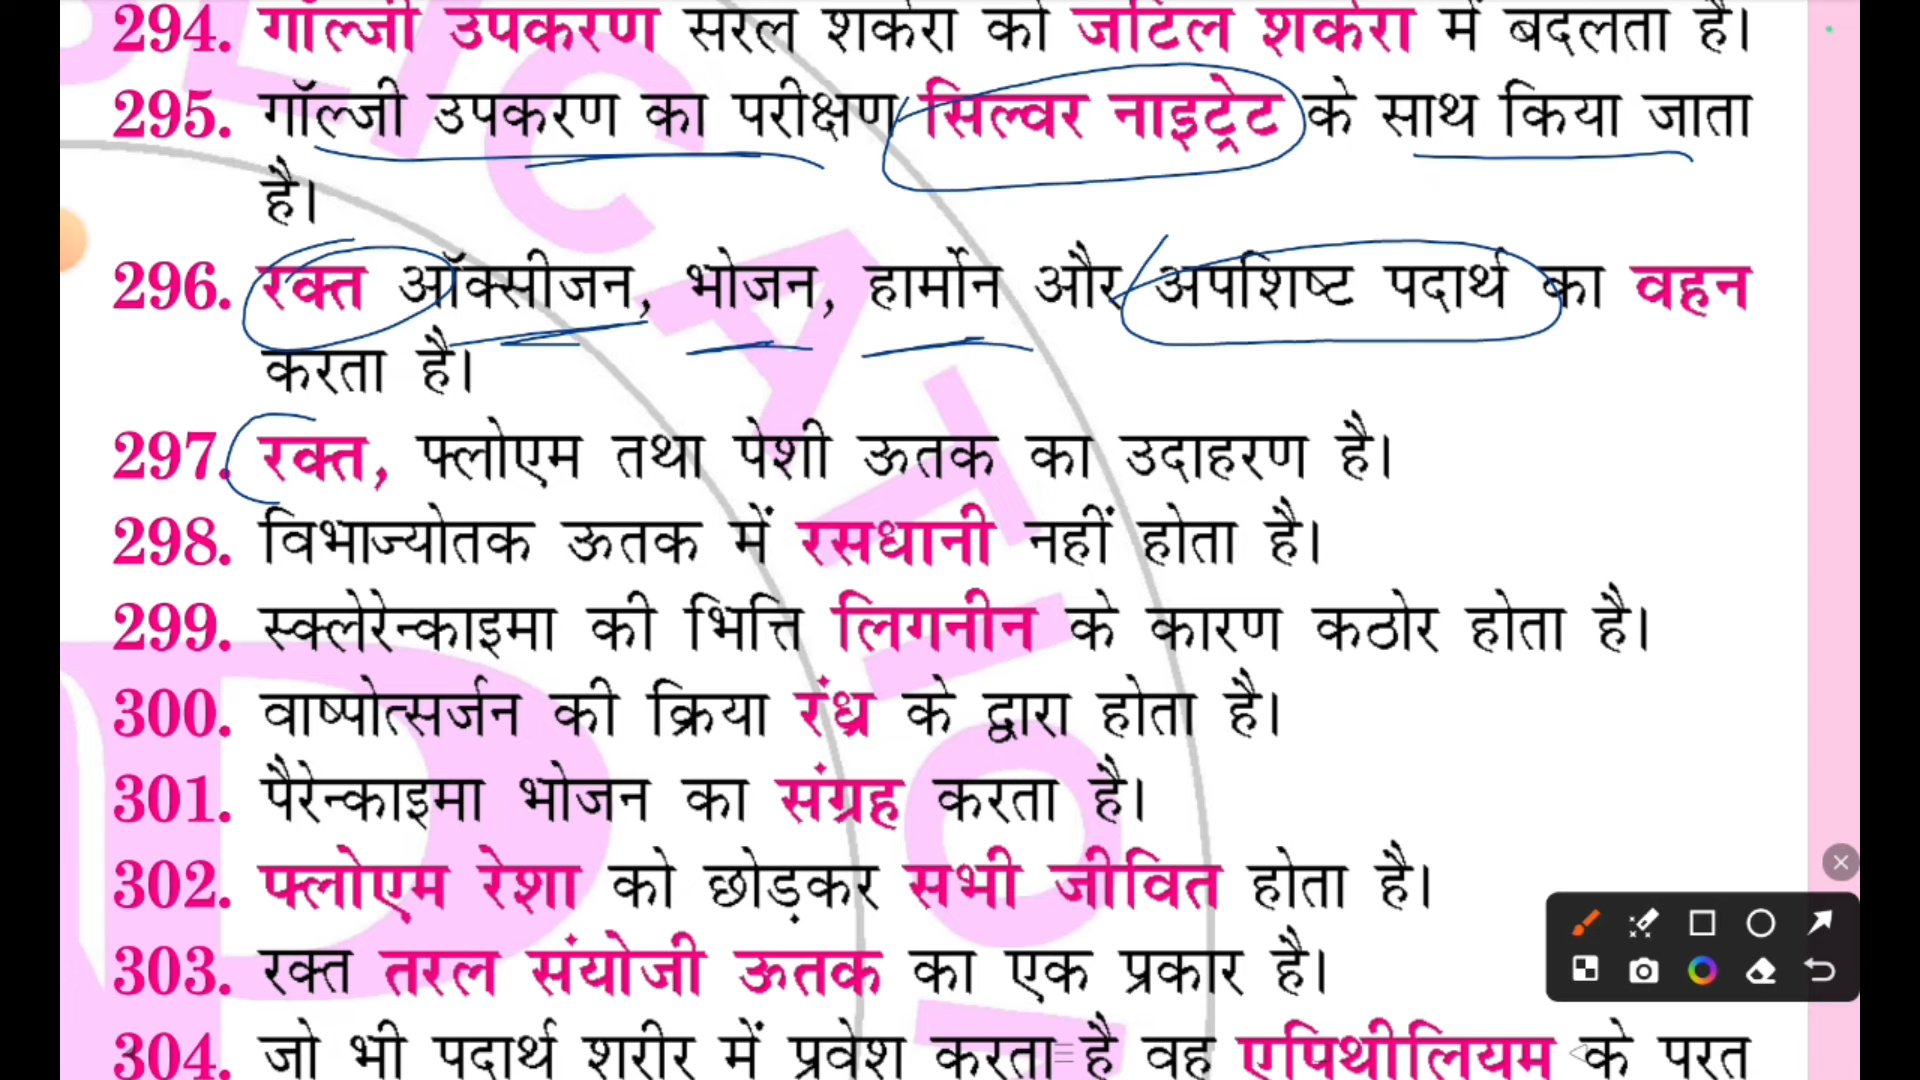 294. गॉल्जी उपकरण सरल शर्करा को जटिल शर्करा में बदलता है।
295. गॉल्जी उपकरण का परीक्षण सिल्वर नाइट्रेट के साथ किया जाता
है।
296. रक्त ऑक्सीजन, भोजन, हार्मोन और अपशिष्ट पदार्थ का वहन
करता है।
297. रक्त, फ्लोएम तथा पेशी ऊतक का उदाहरण है।
298. विभाज्योतक ऊतक में रसधानी नहीं होता है।
299. स्क्लेरेन्काइमा की भित्ति लिगनीन के कारण कठोर होता है।
300. वाष्पोत्सर्जन की क्रिया रंध्र के द्वारा होता है।
301. पैरेन्काइमा भोजन का संग्रह करता है।
302. फ्लोएम रेशा को छोड़कर सभी जीवित होता है।
303. रक्त तरल संयोजी ऊतक का एक प्रकार है।
304. जो भी पदार्थ शरीर में प्रवेश करता है वह एपिथीलियम के परत